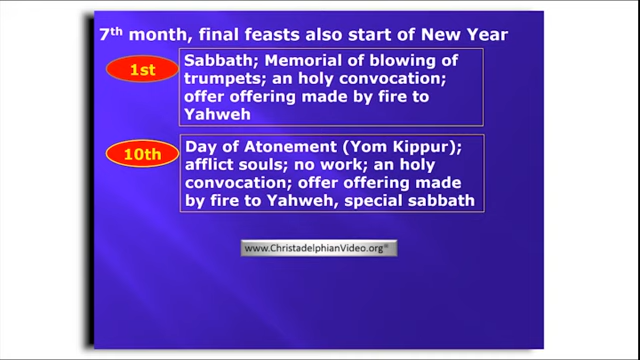 7th month, final feasts also start of New Year
1st
Sabbath; Memorial of blowing of
trumpets; an holy convocation;
offer offering made by fire to
Yahweh
10th
Day of Atonement (Yom Kippur);
afflict souls; no work; an holy
convocation; offer offering made
by fire to Yahweh, special sabbath
www.ChristadelphianVideo.org®